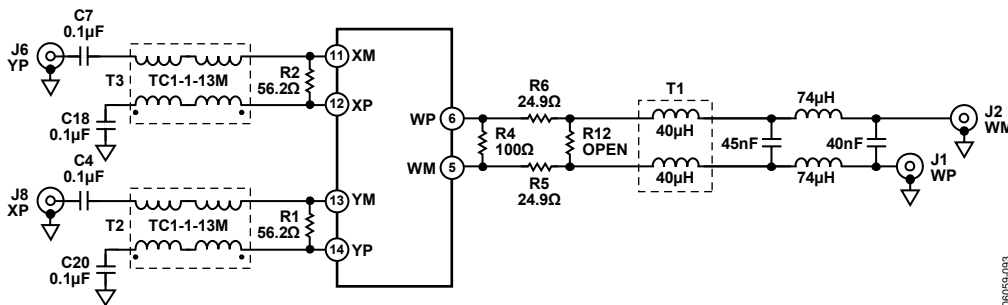 C7
0.1µF
J6
YP
T3
TC1-1-13M
R2
56.2Ω
C18
0.1µF
11
XM
12
XP
C4
0.1µF
J8
XP
T2
TC1-1-13M
R1
56.2Ω
C20
0.1µF
13
YM
14
YP
WP
6
WM
5
R4
100Ω
R6
24.9Ω
R12
OPEN
R5
24.9Ω
T1
40µH
40µH
45nF
74µH
74µH
40nF
J2
WM
J1
WP
06059-093